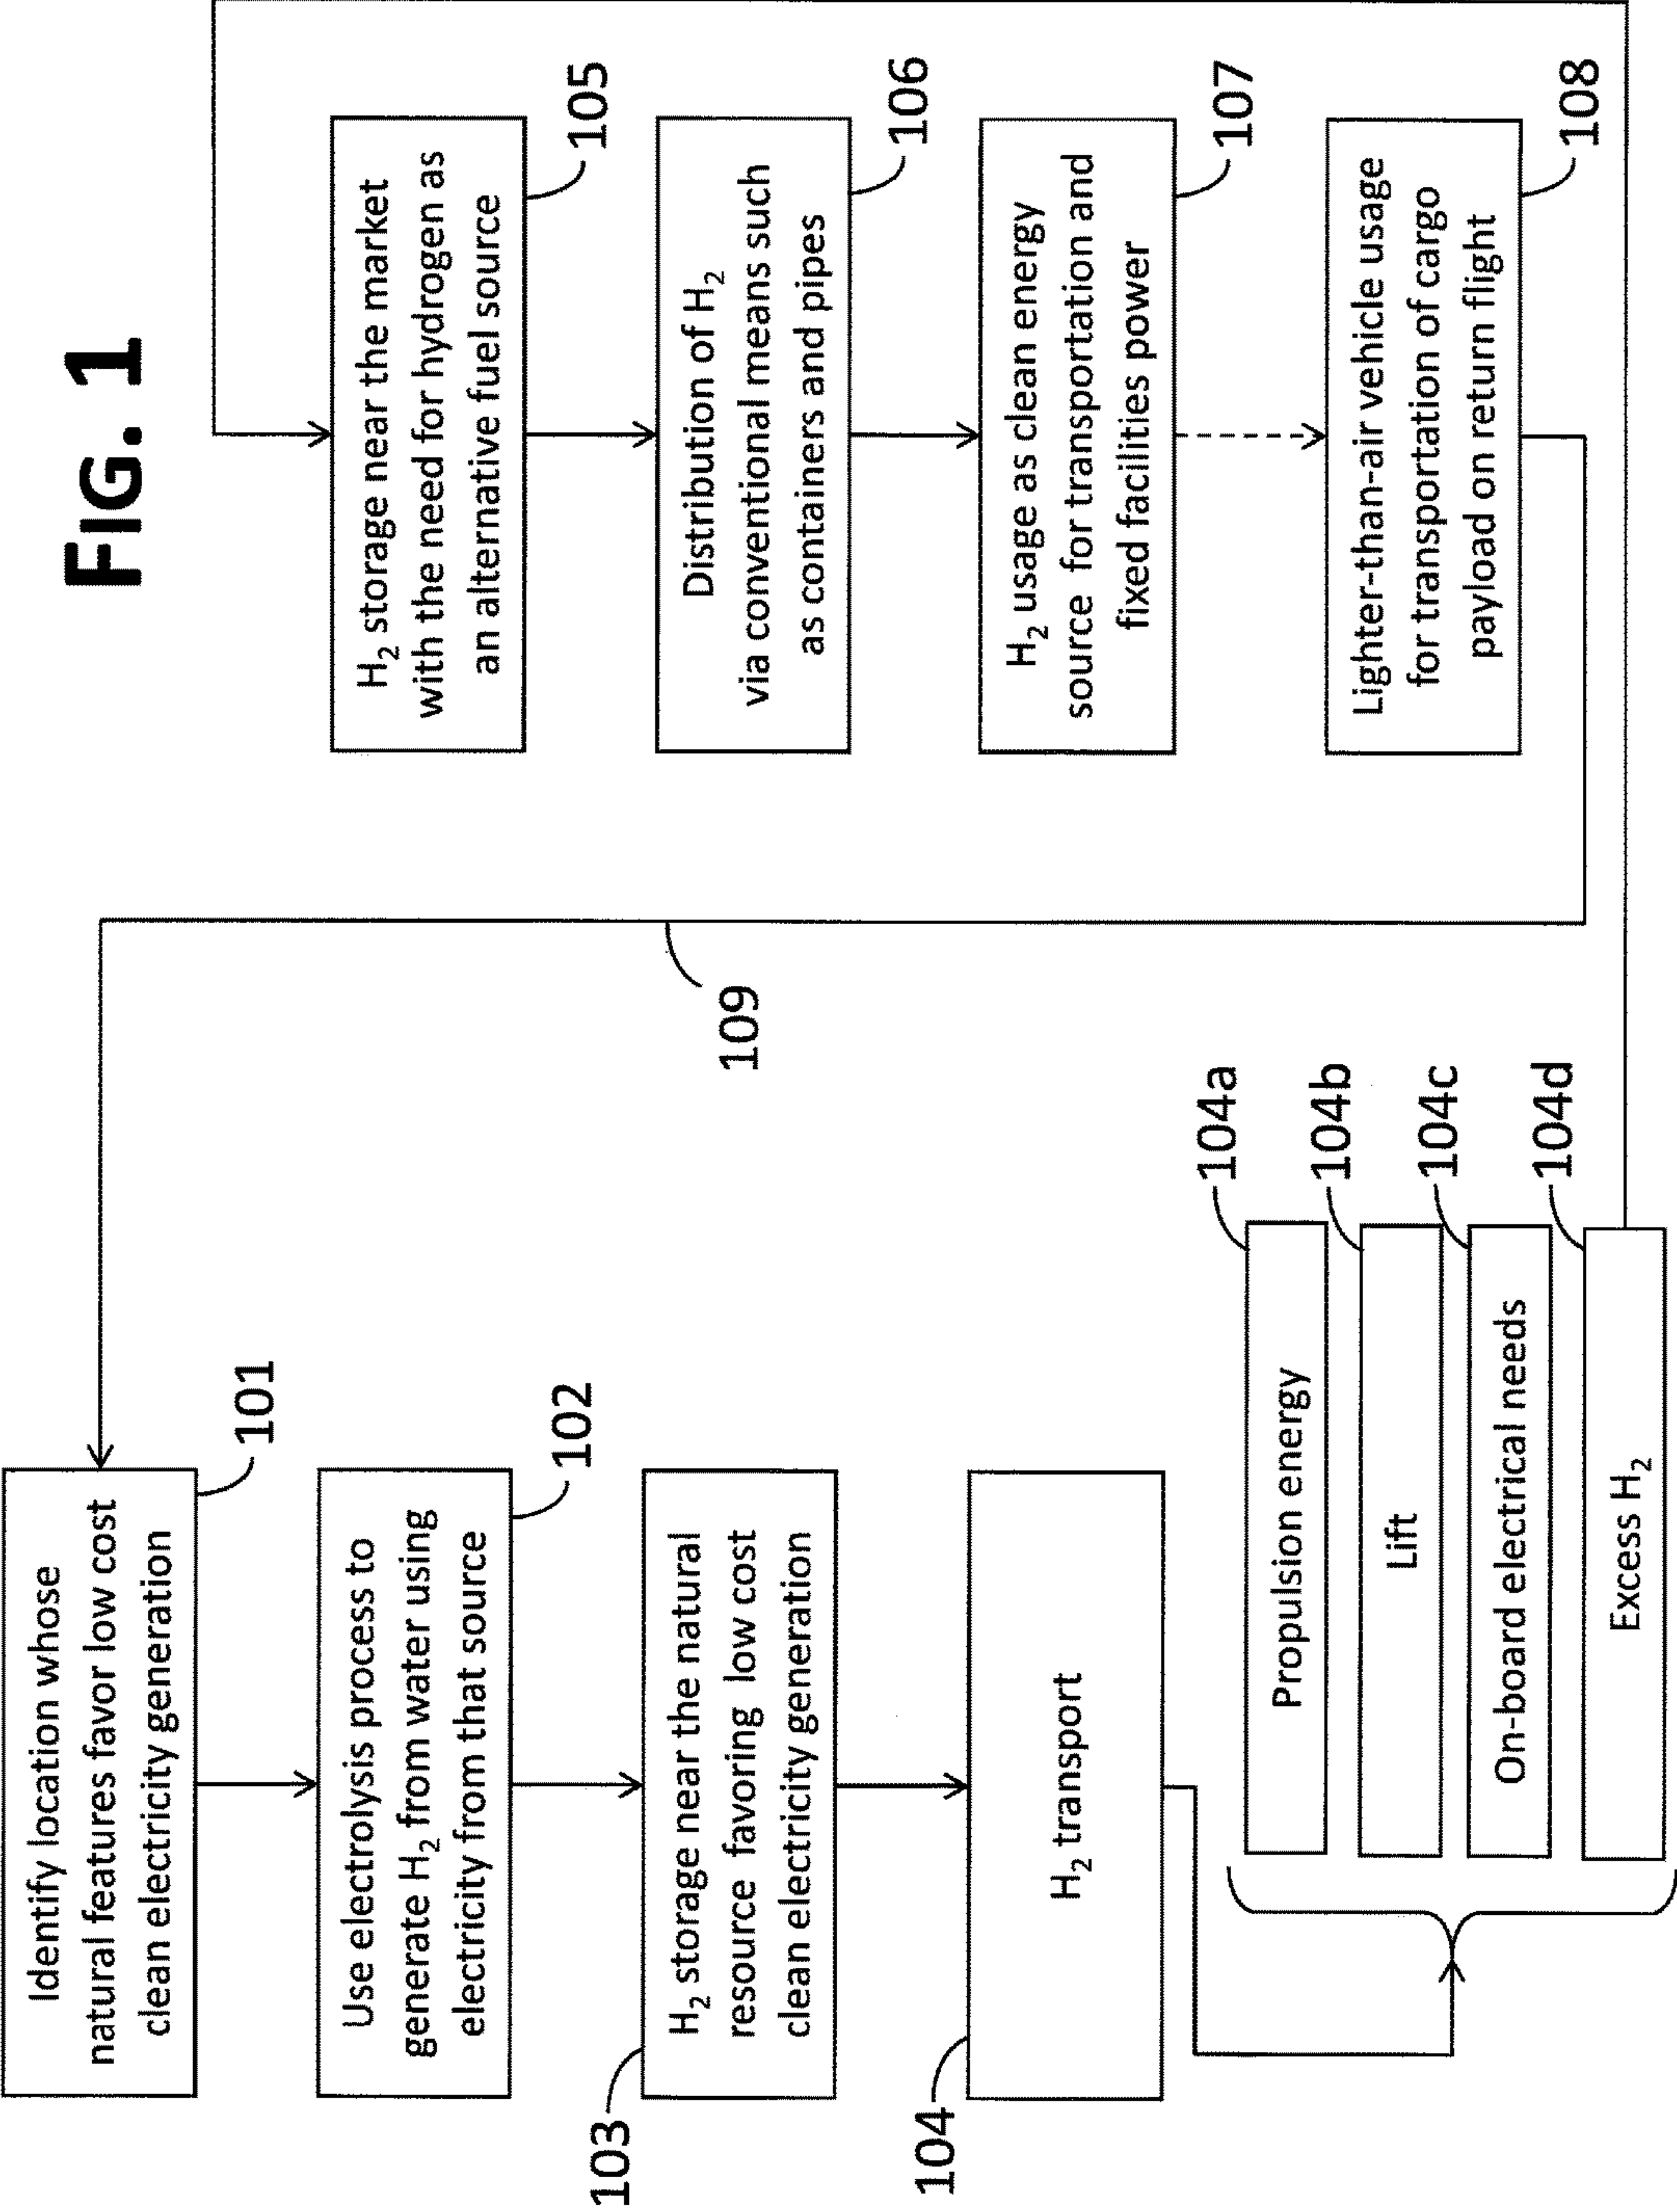 FIG. 1
Identify location whose
natural features favor low cost
clean electricity generation
101
Use electrolysis process to
generate H₂ from water using
electricity from that source
102
H₂ storage near the natural
resource favoring low cost
clean electricity generation
103
H₂ transport
104
Propulsion energy
104a
Lift
104b
On-board electrical needs
104c
Excess H₂
104d
H₂ storage near the market
with the need for hydrogen as
an alternative fuel source
105
Distribution of H₂
via conventional means such
as containers and pipes
106
H₂ usage as clean energy
source for transportation and
fixed facilities power
107
Lighter-than-air vehicle usage
for transportation of cargo
payload on return flight
108
109